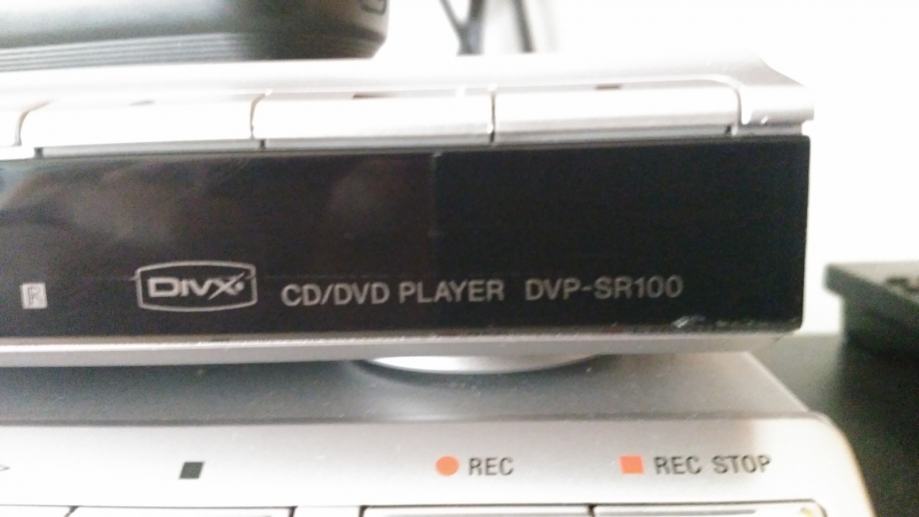 R
DIVX
CD/DVD PLAYER DVP-SR100
REC REC STOP